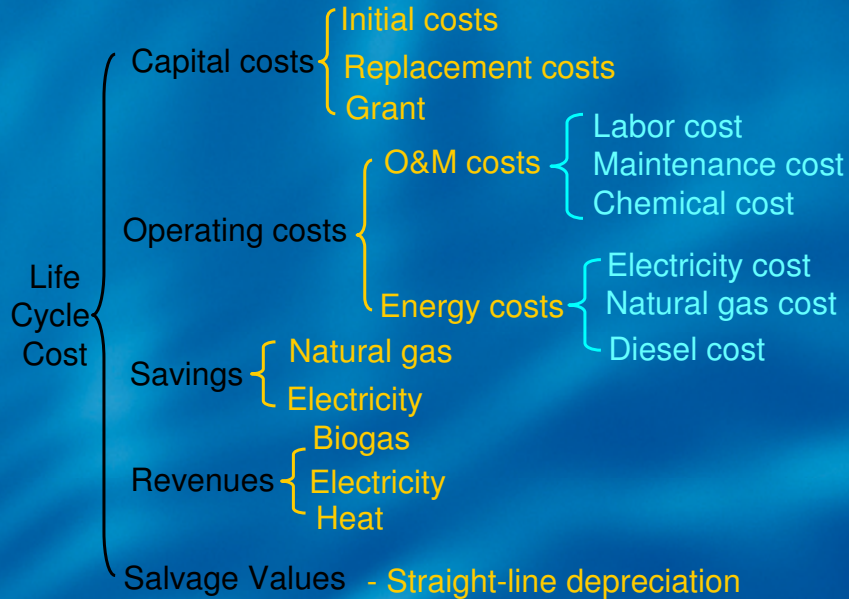 Life
Cycle
Cost
Capital costs
Initial costs
Replacement costs
Grant
Operating costs
O&M costs
Labor cost
Maintenance cost
Chemical cost
Energy costs
Electricity cost
Natural gas cost
Diesel cost
Savings
Natural gas
Electricity
Revenues
Biogas
Electricity
Heat
Salvage Values - Straight-line depreciation